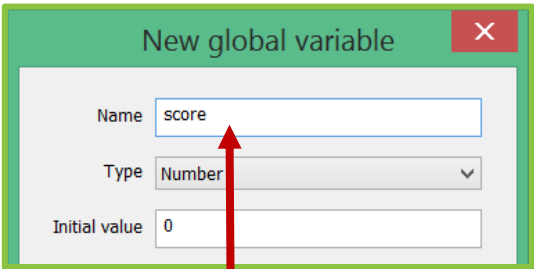 New global variable
Name score
Type Number
Initial value 0